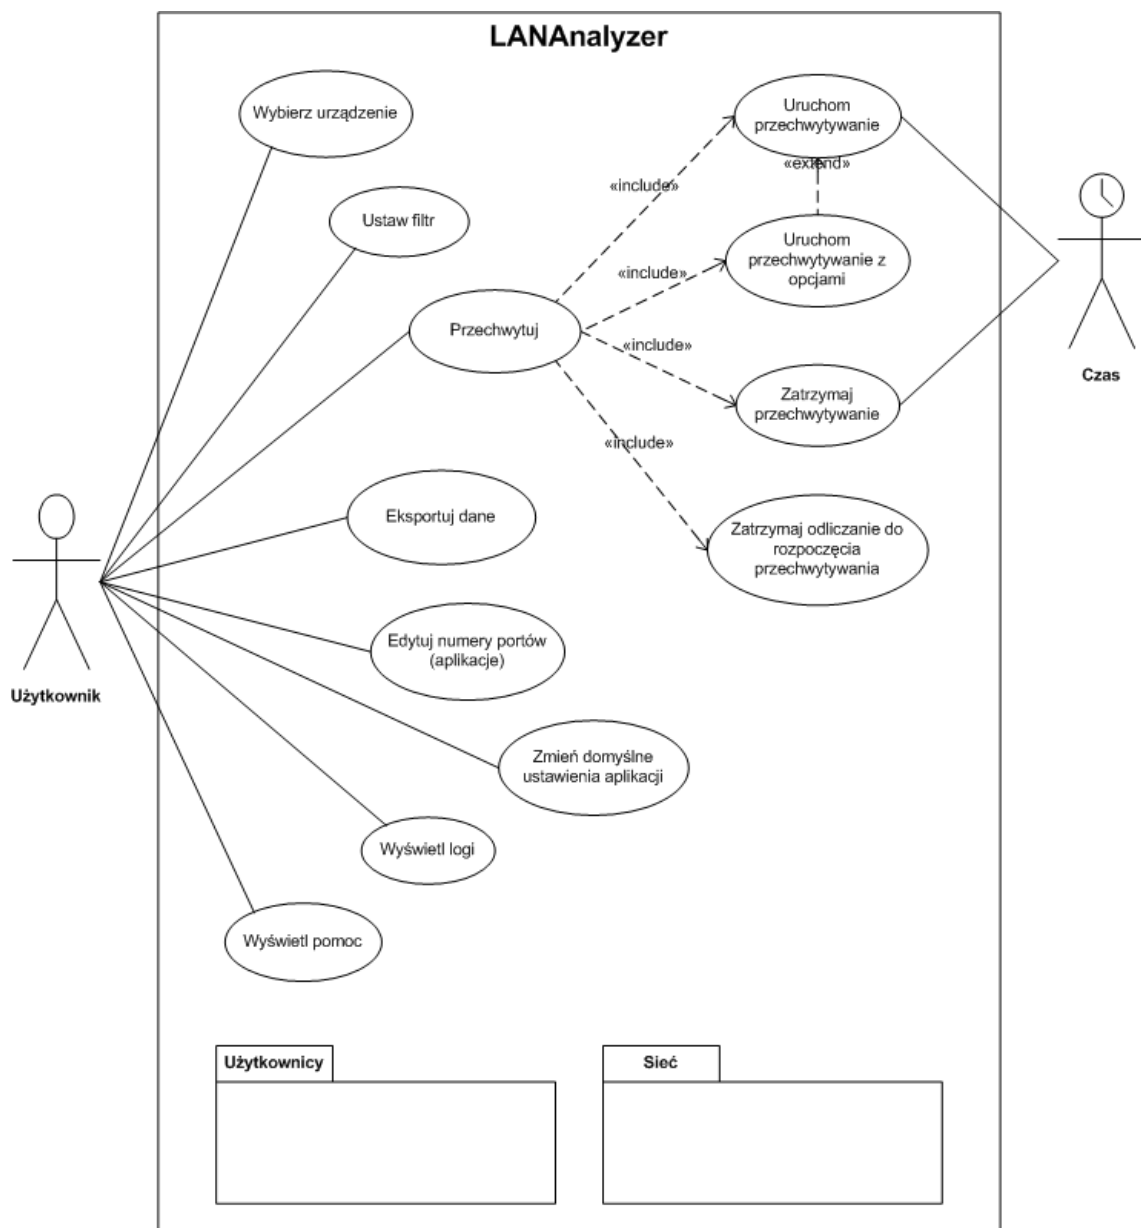 LANAnalyzer
Wybierz urządzenie
Uruchom
przechwytywanie
«extend»
«include»
Ustaw filtr
Uruchom
przechwytywanie z
opcjami
«include»
Przechwytuj
«include»
Czas
Zatrzymaj
przechwytywanie
«include»
Eksportuj dane
Zatrzymaj odliczanie do
rozpoczęcia
przechwytywania
Edytuj numery portów
(aplikacje)
Użytkownik
Zmień domyślne
ustawienia aplikacji
Wyświetl logi
Wyświetl pomoc
Użytkownicy
Sieć